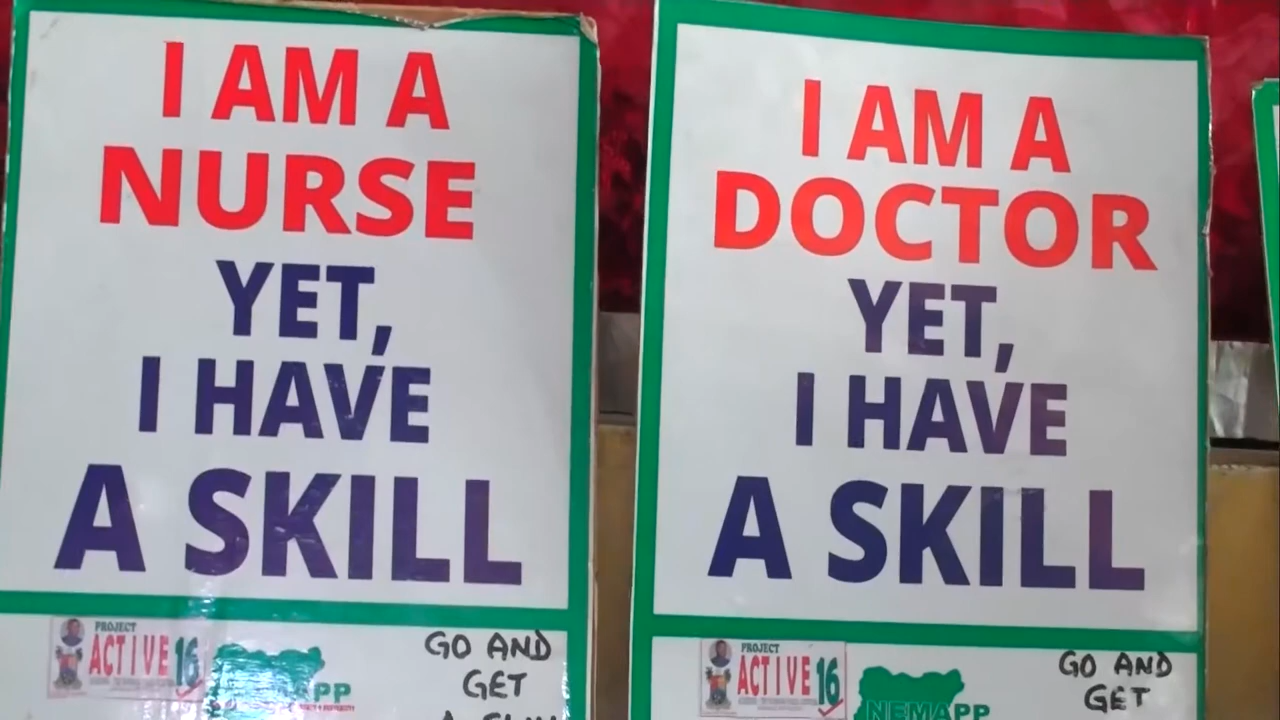 I AM A
NURSE
YET,
I HAVE
A SKILL
PROJECT
ACTIVE 16
GO AND
GET
I AM A
DOCTOR
YET,
I HAVE
A SKILL
PROJECT
ACTIVE 16
NEMAPP
GO AND
GET